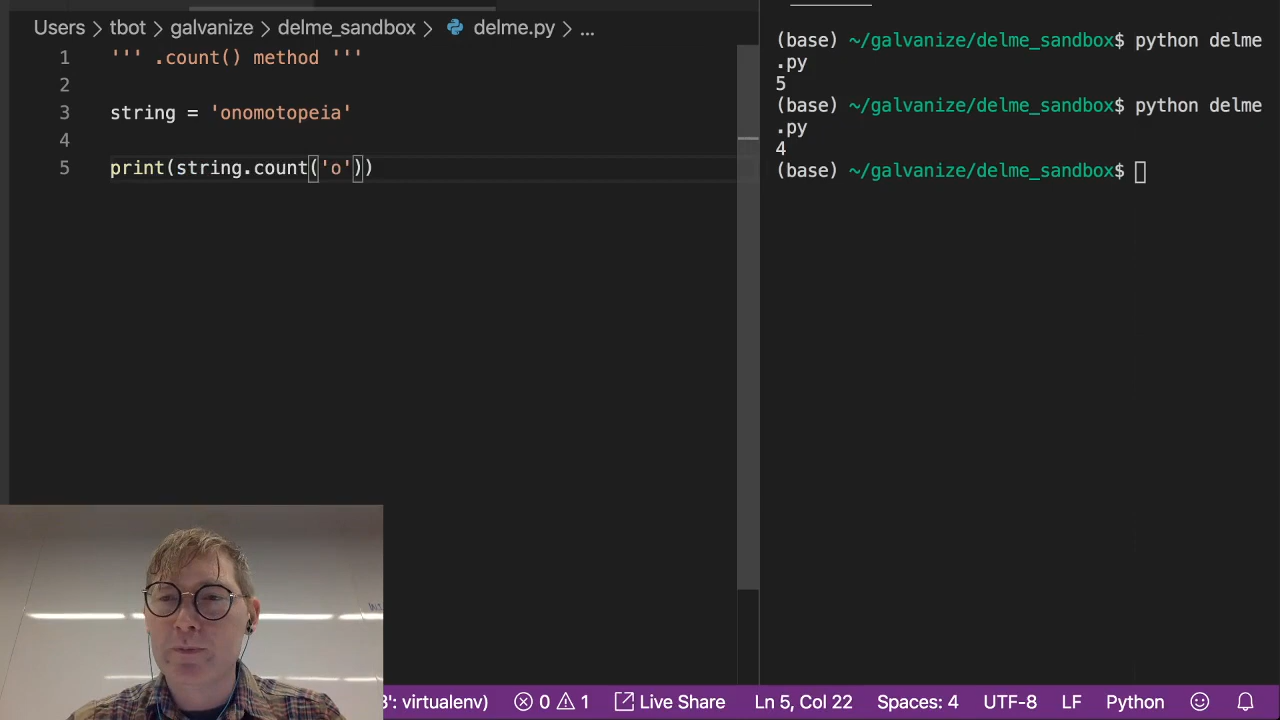 Users > tbot > galvanize > delme_sandbox > delme.py > ...
1 ''' .count() method '''
2
3 string = 'onomotopeia'
4
5 print(string.count('o'))
(base) ~/galvanize/delme_sandbox$ python delme
.py
5
(base) ~/galvanize/delme_sandbox$ python delme
.py
4
(base) ~/galvanize/delme_sandbox$
3': virtualenv) 0 1 Live Share Ln 5, Col 22 Spaces: 4 UTF-8 LF Python